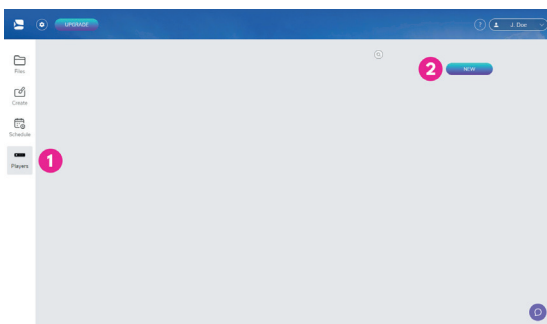 UPGRADE
?
J. Doe
Files
2
NEW
Create
Schedule
1
Players